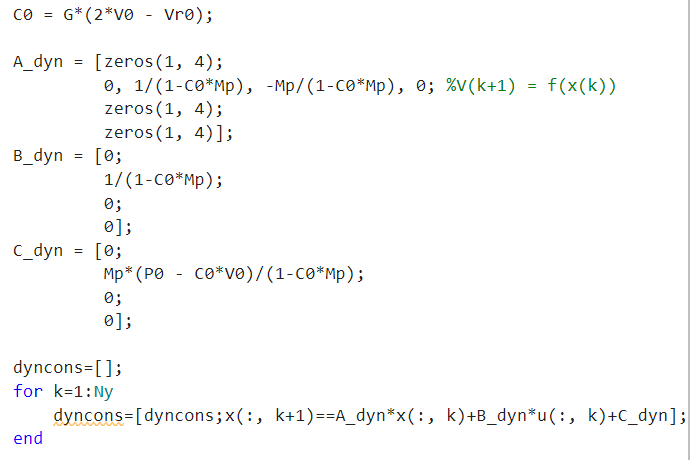 C0 = G*(2*V0 - Vr0);
A_dyn = [zeros(1, 4);
0, 1/(1-C0*Mp), -Mp/(1-C0*Mp), 0; %V(k+1) = f(x(k))
zeros(1, 4);
zeros(1, 4)];
B_dyn = [0;
1/(1-C0*Mp);
0;
0];
C_dyn = [0;
Mp*(P0 - C0*V0)/(1-C0*Mp);
0;
0];
dyncons=[];
for k=1:Ny
dyncons=[dyncons;x(:, k+1)==A_dyn*x(:, k)+B_dyn*u(:, k)+C_dyn];
end